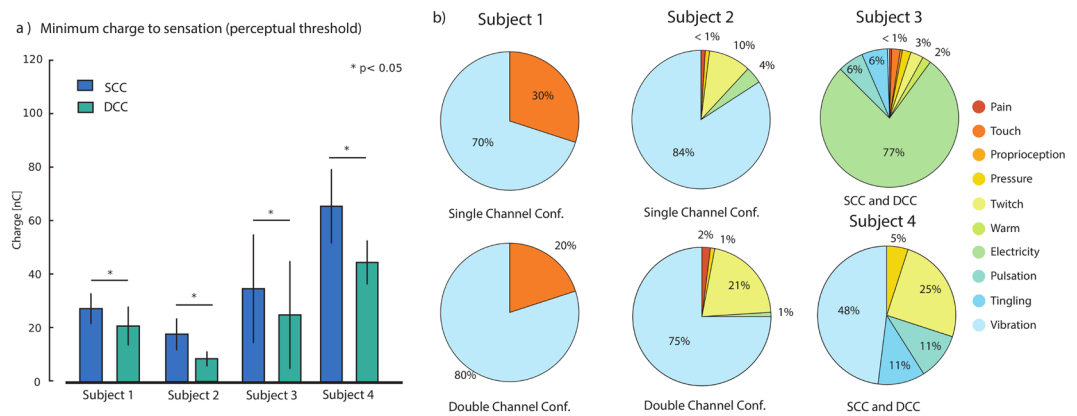 a ) Minimum charge to sensation (perceptual threshold)
* p< 0.05
SCC
DCC
Charge [nC]
120
100
80
60
40
20
0
*
*
*
*
Subject 1
Subject 2
Subject 3
Subject 4
b)
Subject 1
30%
70%
Single Channel Conf.
20%
80%
Double Channel Conf.
Subject 2
< 1%
10%
4%
84%
Single Channel Conf.
2%
1%
21%
1%
75%
Double Channel Conf.
Subject 3
< 1%
3%
2%
6%
6%
77%
SCC and DCC
Subject 4
5%
25%
48%
11%
11%
SCC and DCC
Pain
Touch
Proprioception
Pressure
Twitch
Warm
Electricity
Pulsation
Tingling
Vibration